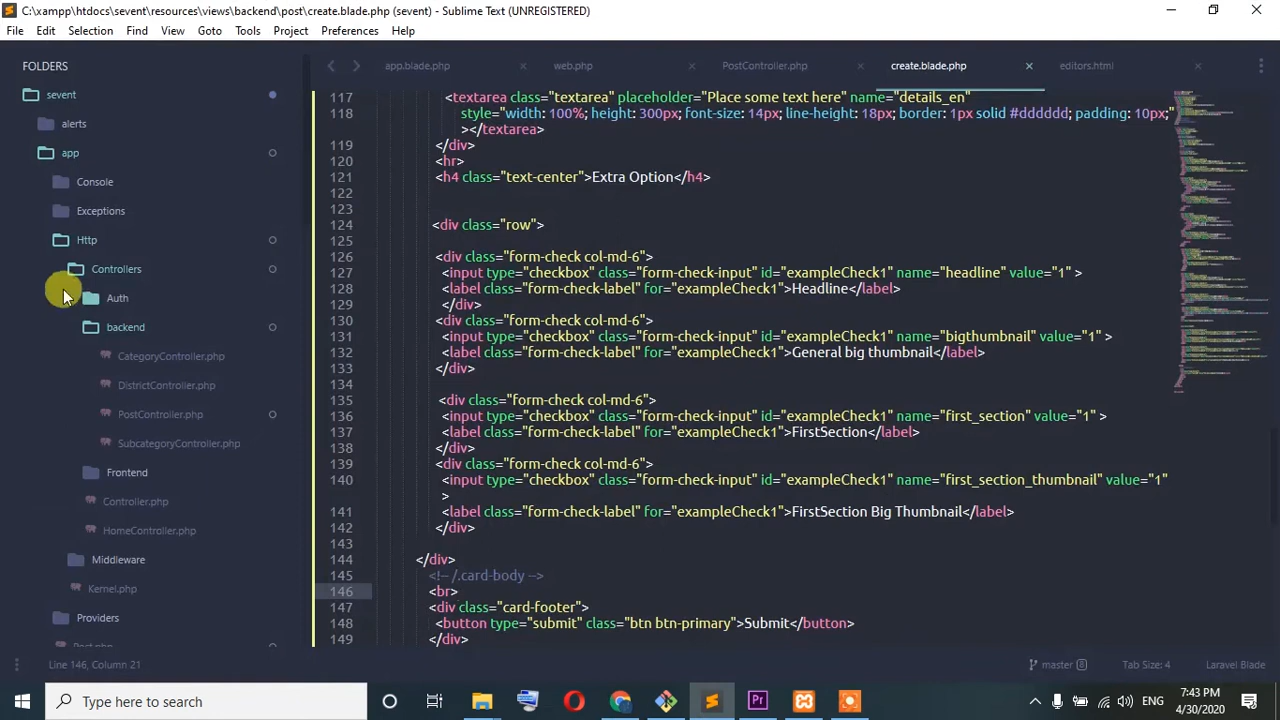 C:\xampp\htdocs\sevent\resources\views\backend\post\create.blade.php (sevent) - Sublime Text (UNREGISTERED)
File Edit Selection Find View Goto Tools Project Preferences Help
FOLDERS
sevent
alerts
app
Console
Exceptions
Http
Controllers
Auth
backend
CategoryController.php
DistrictController.php
PostController.php
SubcategoryController.php
Frontend
Controller.php
HomeController.php
Middleware
Kernel.php
Providers
Post.php
app.blade.php web.php PostController.php create.blade.php editors.html
117 <textarea class="textarea" placeholder="Place some text here" name="details_en"
118 style="width: 100%; height: 300px; font-size: 14px; line-height: 18px; border: 1px solid #dddddd; padding: 10px;"
></textarea>
119 </div>
120 <hr>
121 <h4 class="text-center">Extra Option</h4>
122
123
124 <div class="row">
125
126 <div class="form-check col-md-6">
127 <input type="checkbox" class="form-check-input" id="exampleCheck1" name="headline" value="1" >
128 <label class="form-check-label" for="exampleCheck1">Headline</label>
129 </div>
130 <div class="form-check col-md-6">
131 <input type="checkbox" class="form-check-input" id="exampleCheck1" name="bigthumbnail" value="1" >
132 <label class="form-check-label" for="exampleCheck1">General big thumbnail</label>
133 </div>
134
135 <div class="form-check col-md-6">
136 <input type="checkbox" class="form-check-input" id="exampleCheck1" name="first_section" value="1" >
137 <label class="form-check-label" for="exampleCheck1">FirstSection</label>
138 </div>
139 <div class="form-check col-md-6">
140 <input type="checkbox" class="form-check-input" id="exampleCheck1" name="first_section_thumbnail" value="1"
>
141 <label class="form-check-label" for="exampleCheck1">FirstSection Big Thumbnail</label>
142 </div>
143
144 </div>
145 <!-- /.card-body -->
146 <br>
147 <div class="card-footer">
148 <button type="submit" class="btn btn-primary">Submit</button>
149 </div>
Line 146, Column 21 master 8 Tab Size: 4 Laravel Blade
Type here to search
ENG
7:43 PM
4/30/2020